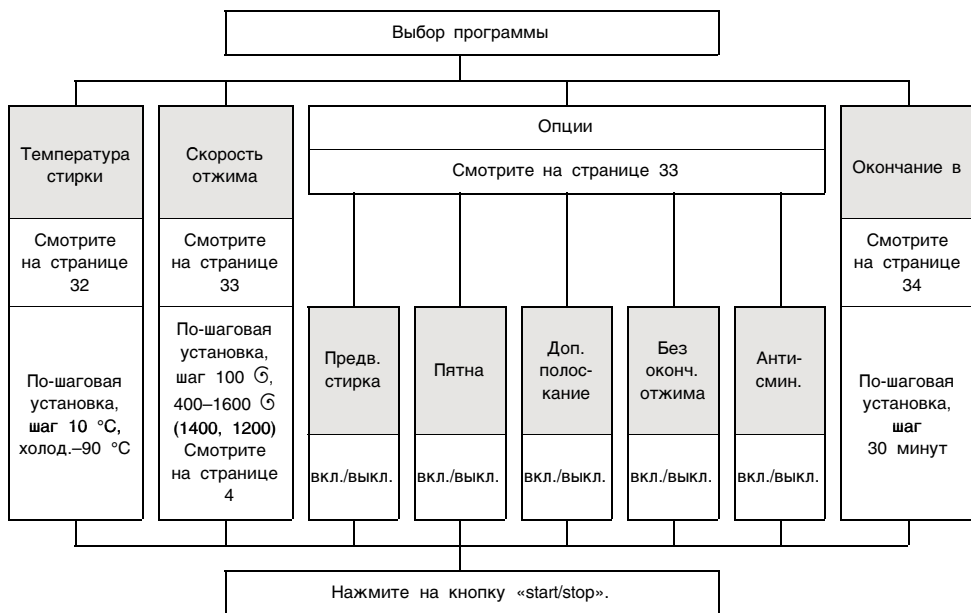 Выбор программы
Температура
стирки
Смотрите
на странице
32
По-шаговая
установка,
шаг 10 °C,
холод.–90 °C
Скорость
отжима
Смотрите
на странице
33
По-шаговая
установка,
шаг 100 ,
400–1600 
(1400, 1200)
Смотрите
на странице
4
Опции
Смотрите на странице 33
Предв.
стирка
вкл./выкл.
Пятна
вкл./выкл.
Доп.
полос-
кание
вкл./выкл.
Без
оконч.
отжима
вкл./выкл.
Анти-
смин.
вкл./выкл.
Окончание в
Смотрите
на странице
34
По-шаговая
установка,
шаг
30 минут
Нажмите на кнопку «start/stop».